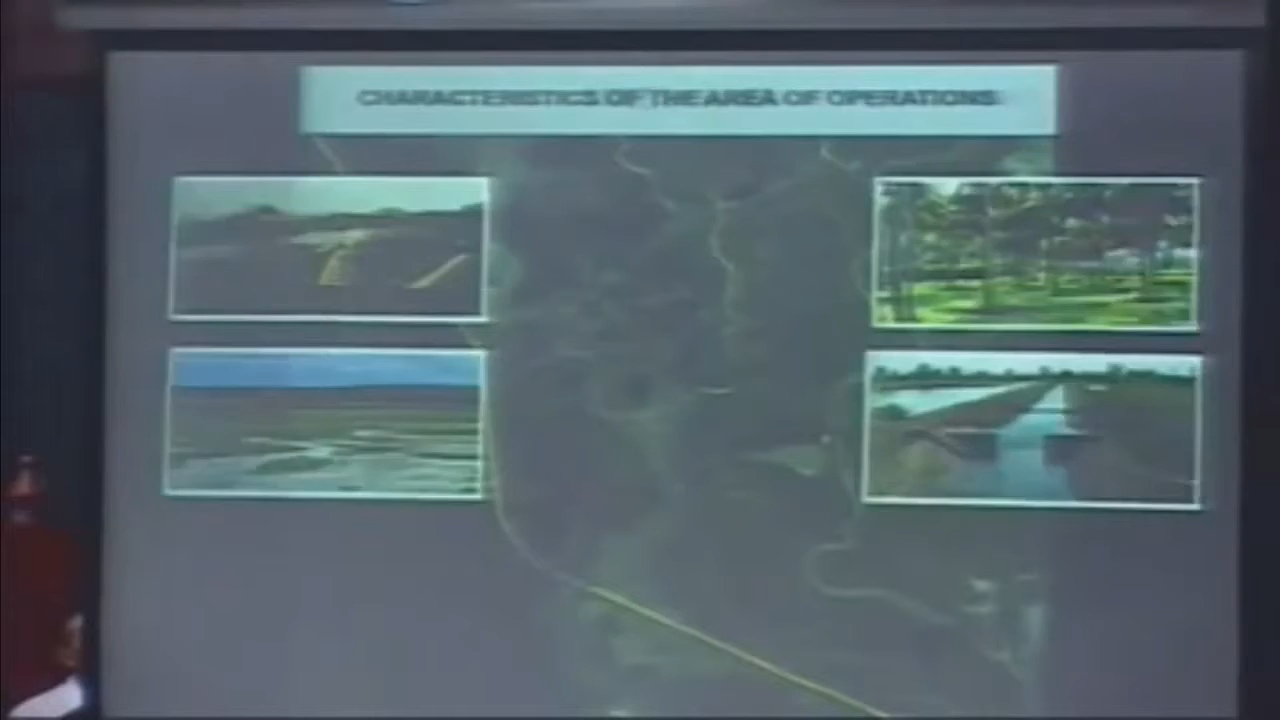 CHARACTERISTICS OF THE AREA OF OPERATIONS